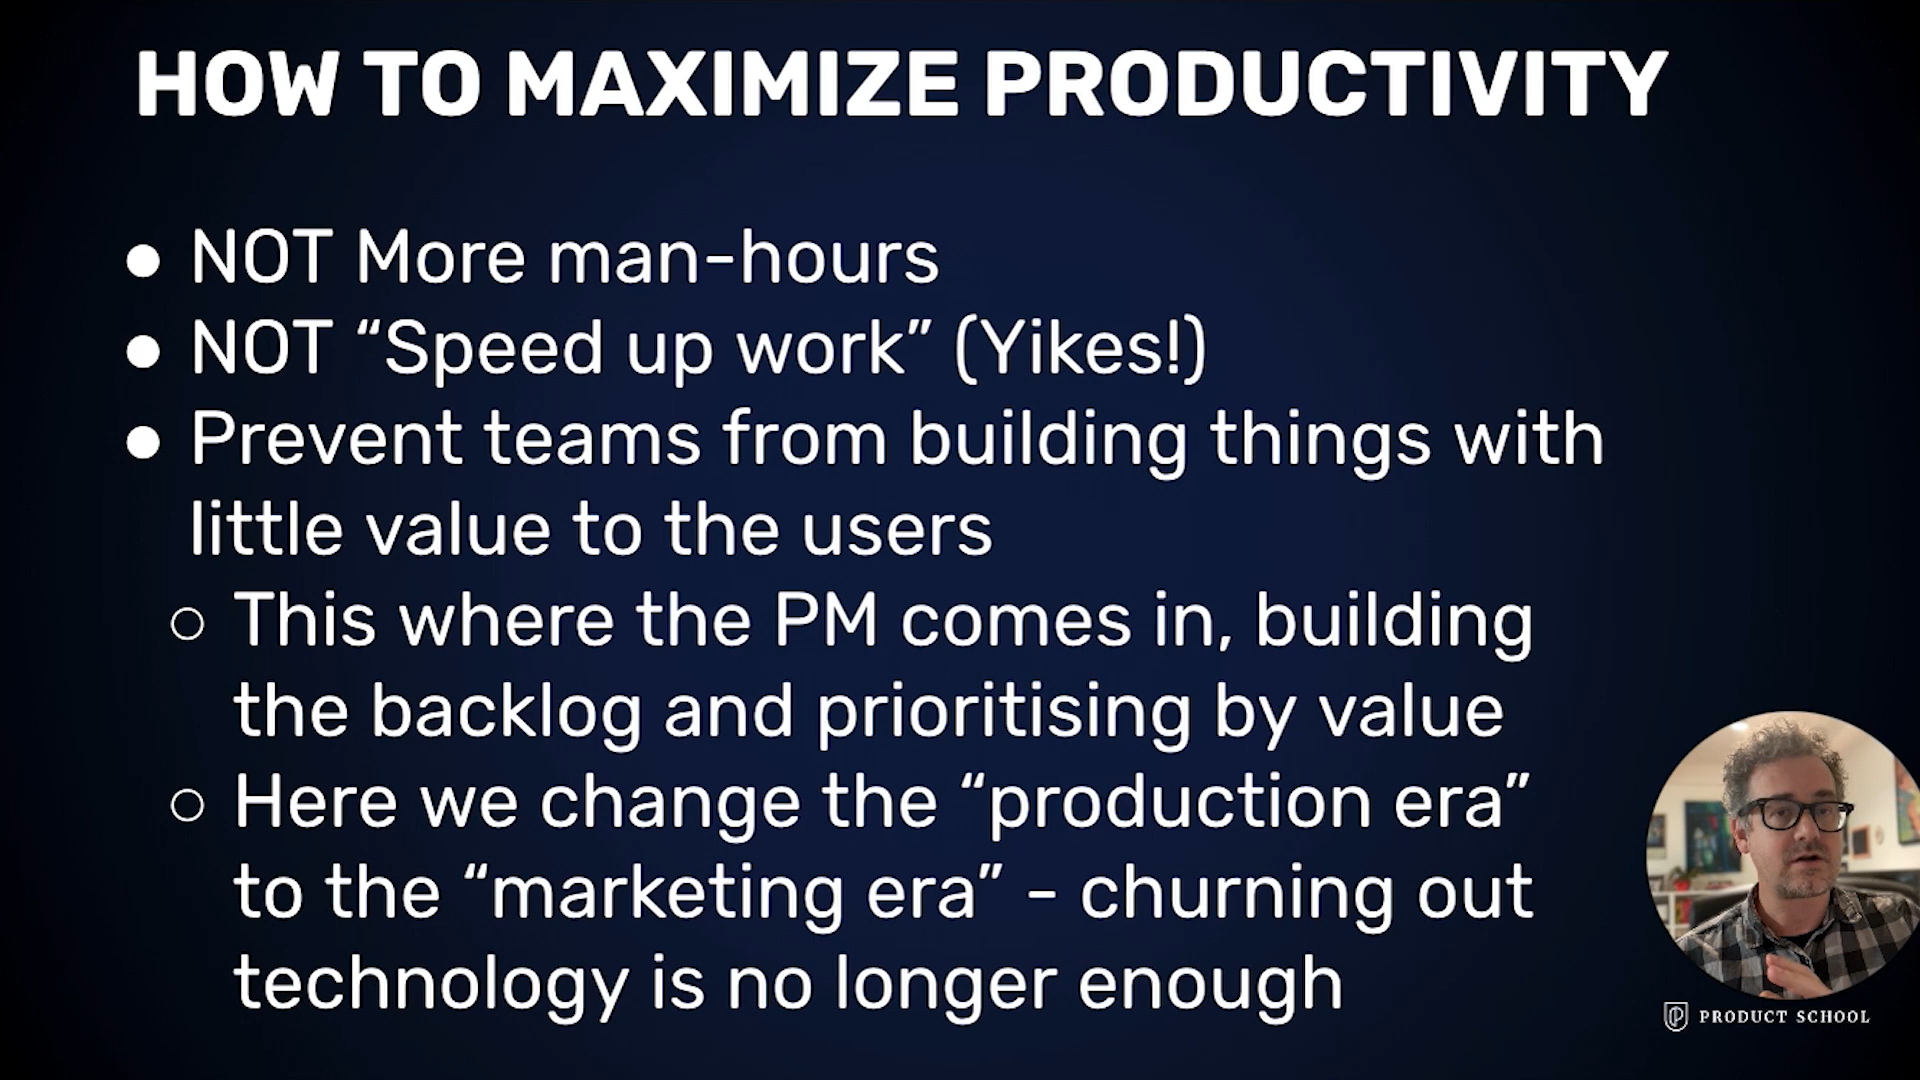 HOW TO MAXIMIZE PRODUCTIVITY
● NOT More man-hours
● NOT “Speed up work” (Yikes!)
● Prevent teams from building things with
little value to the users
○ This where the PM comes in, building
the backlog and prioritising by value
○ Here we change the “production era”
to the “marketing era” - churning out
technology is no longer enough
PRODUCT SCHOOL